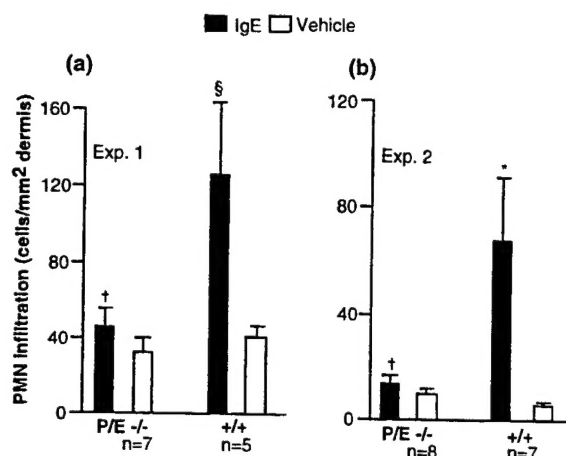 IgE Vehicle
(a)
(b)
PMN infiltration (cells/mm² dermis)
160
120
80
40
0
Exp. 1
§
†
P/E -/-
n=7
+/+
n=5
120
80
40
0
Exp. 2
*
†
P/E -/-
n=8
+/+
n=7